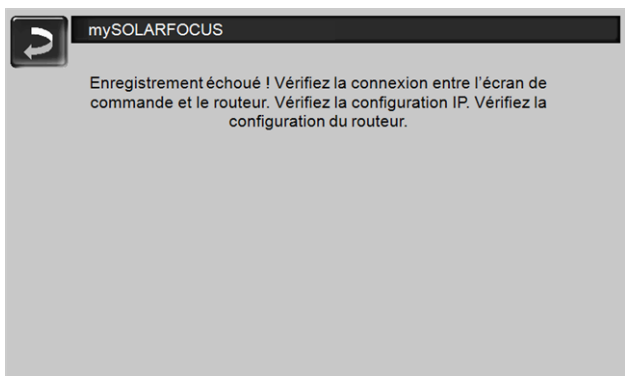 mySOLARFOCUS
Enregistrement échoué ! Vérifiez la connexion entre l'écran de
commande et le routeur. Vérifiez la configuration IP. Vérifiez la
configuration du routeur.